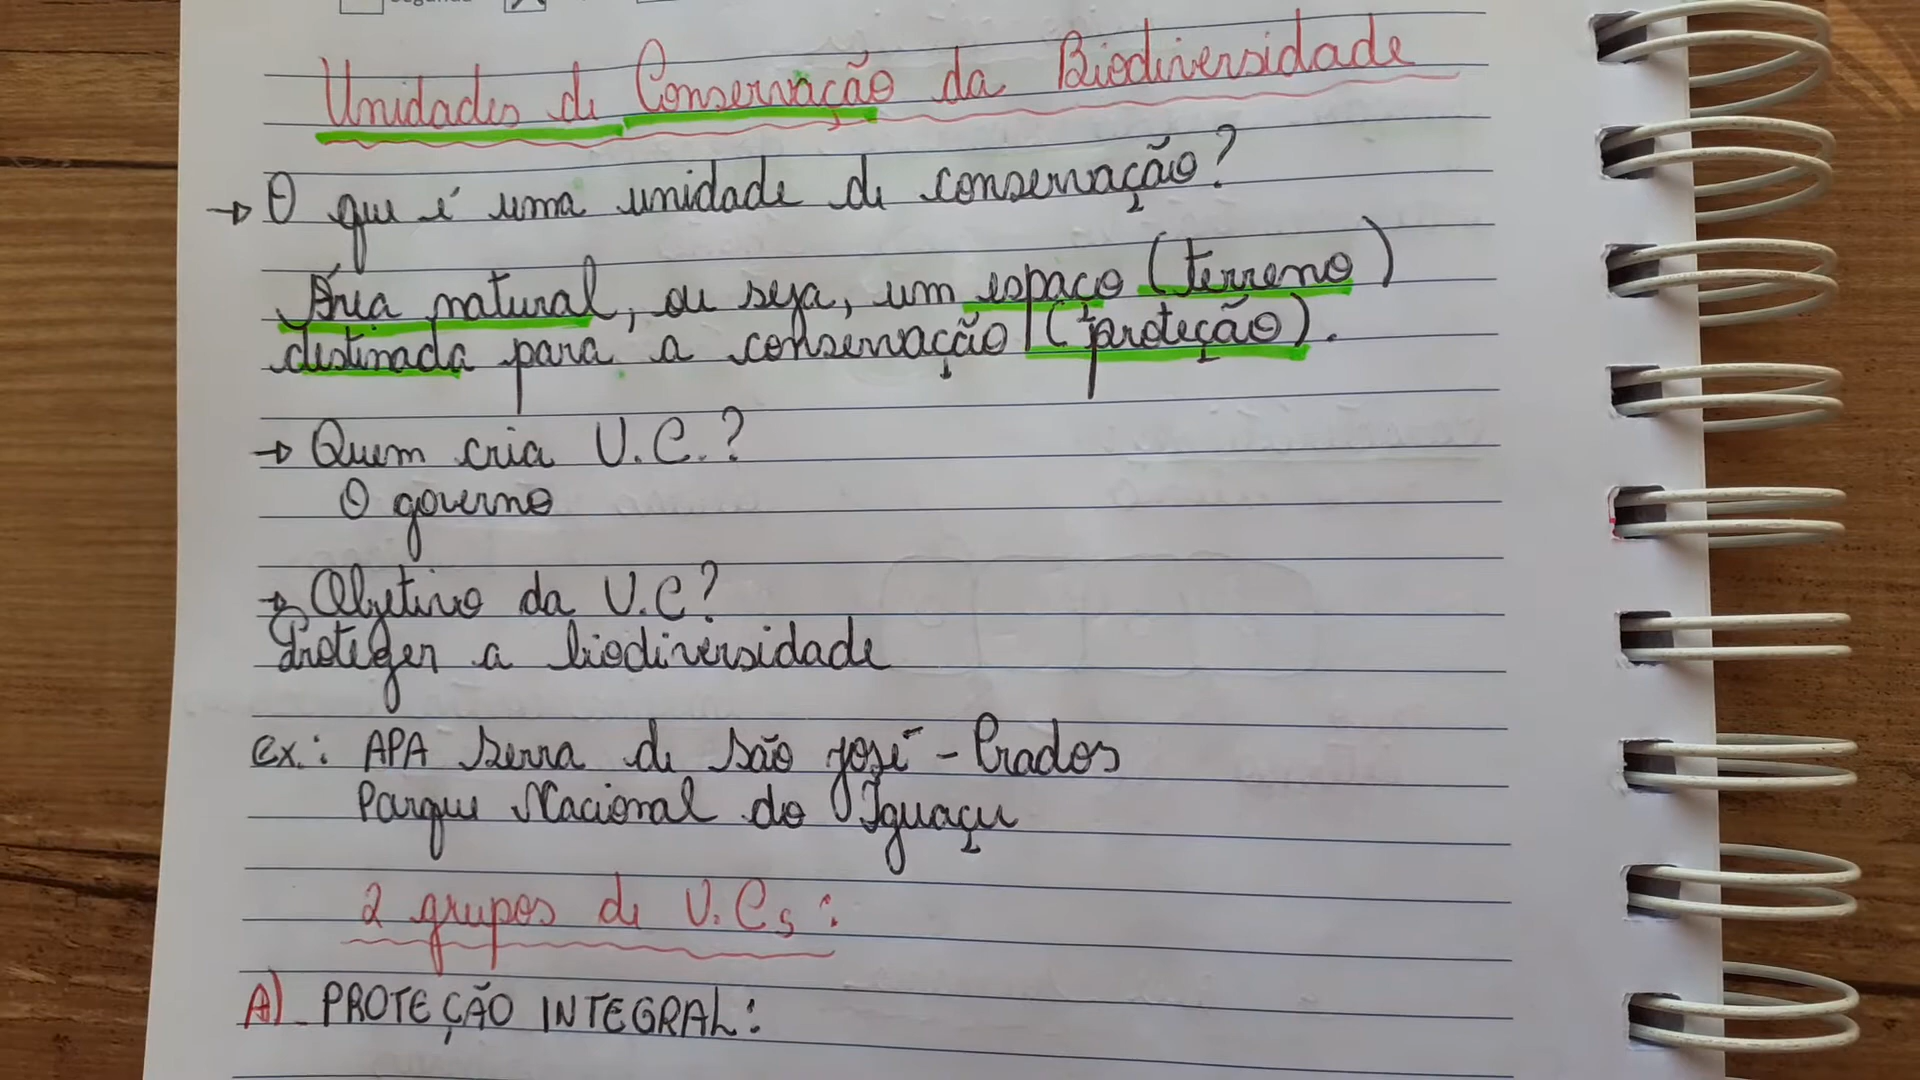 Unidades de Conservação da Biodiversidade
→ O que é uma unidade de conservação?
Área natural, ou seja, um espaço (terreno)
destinada para a conservação (proteção).
→ Quem cria U.C.?
O governo
→ Objetivo da U.C?
Proteger a biodiversidade
ex.: APA Serra de São José - Prados
Parque Nacional do Iguaçu
2 grupos de U.Cs:
A) PROTEÇÃO INTEGRAL: